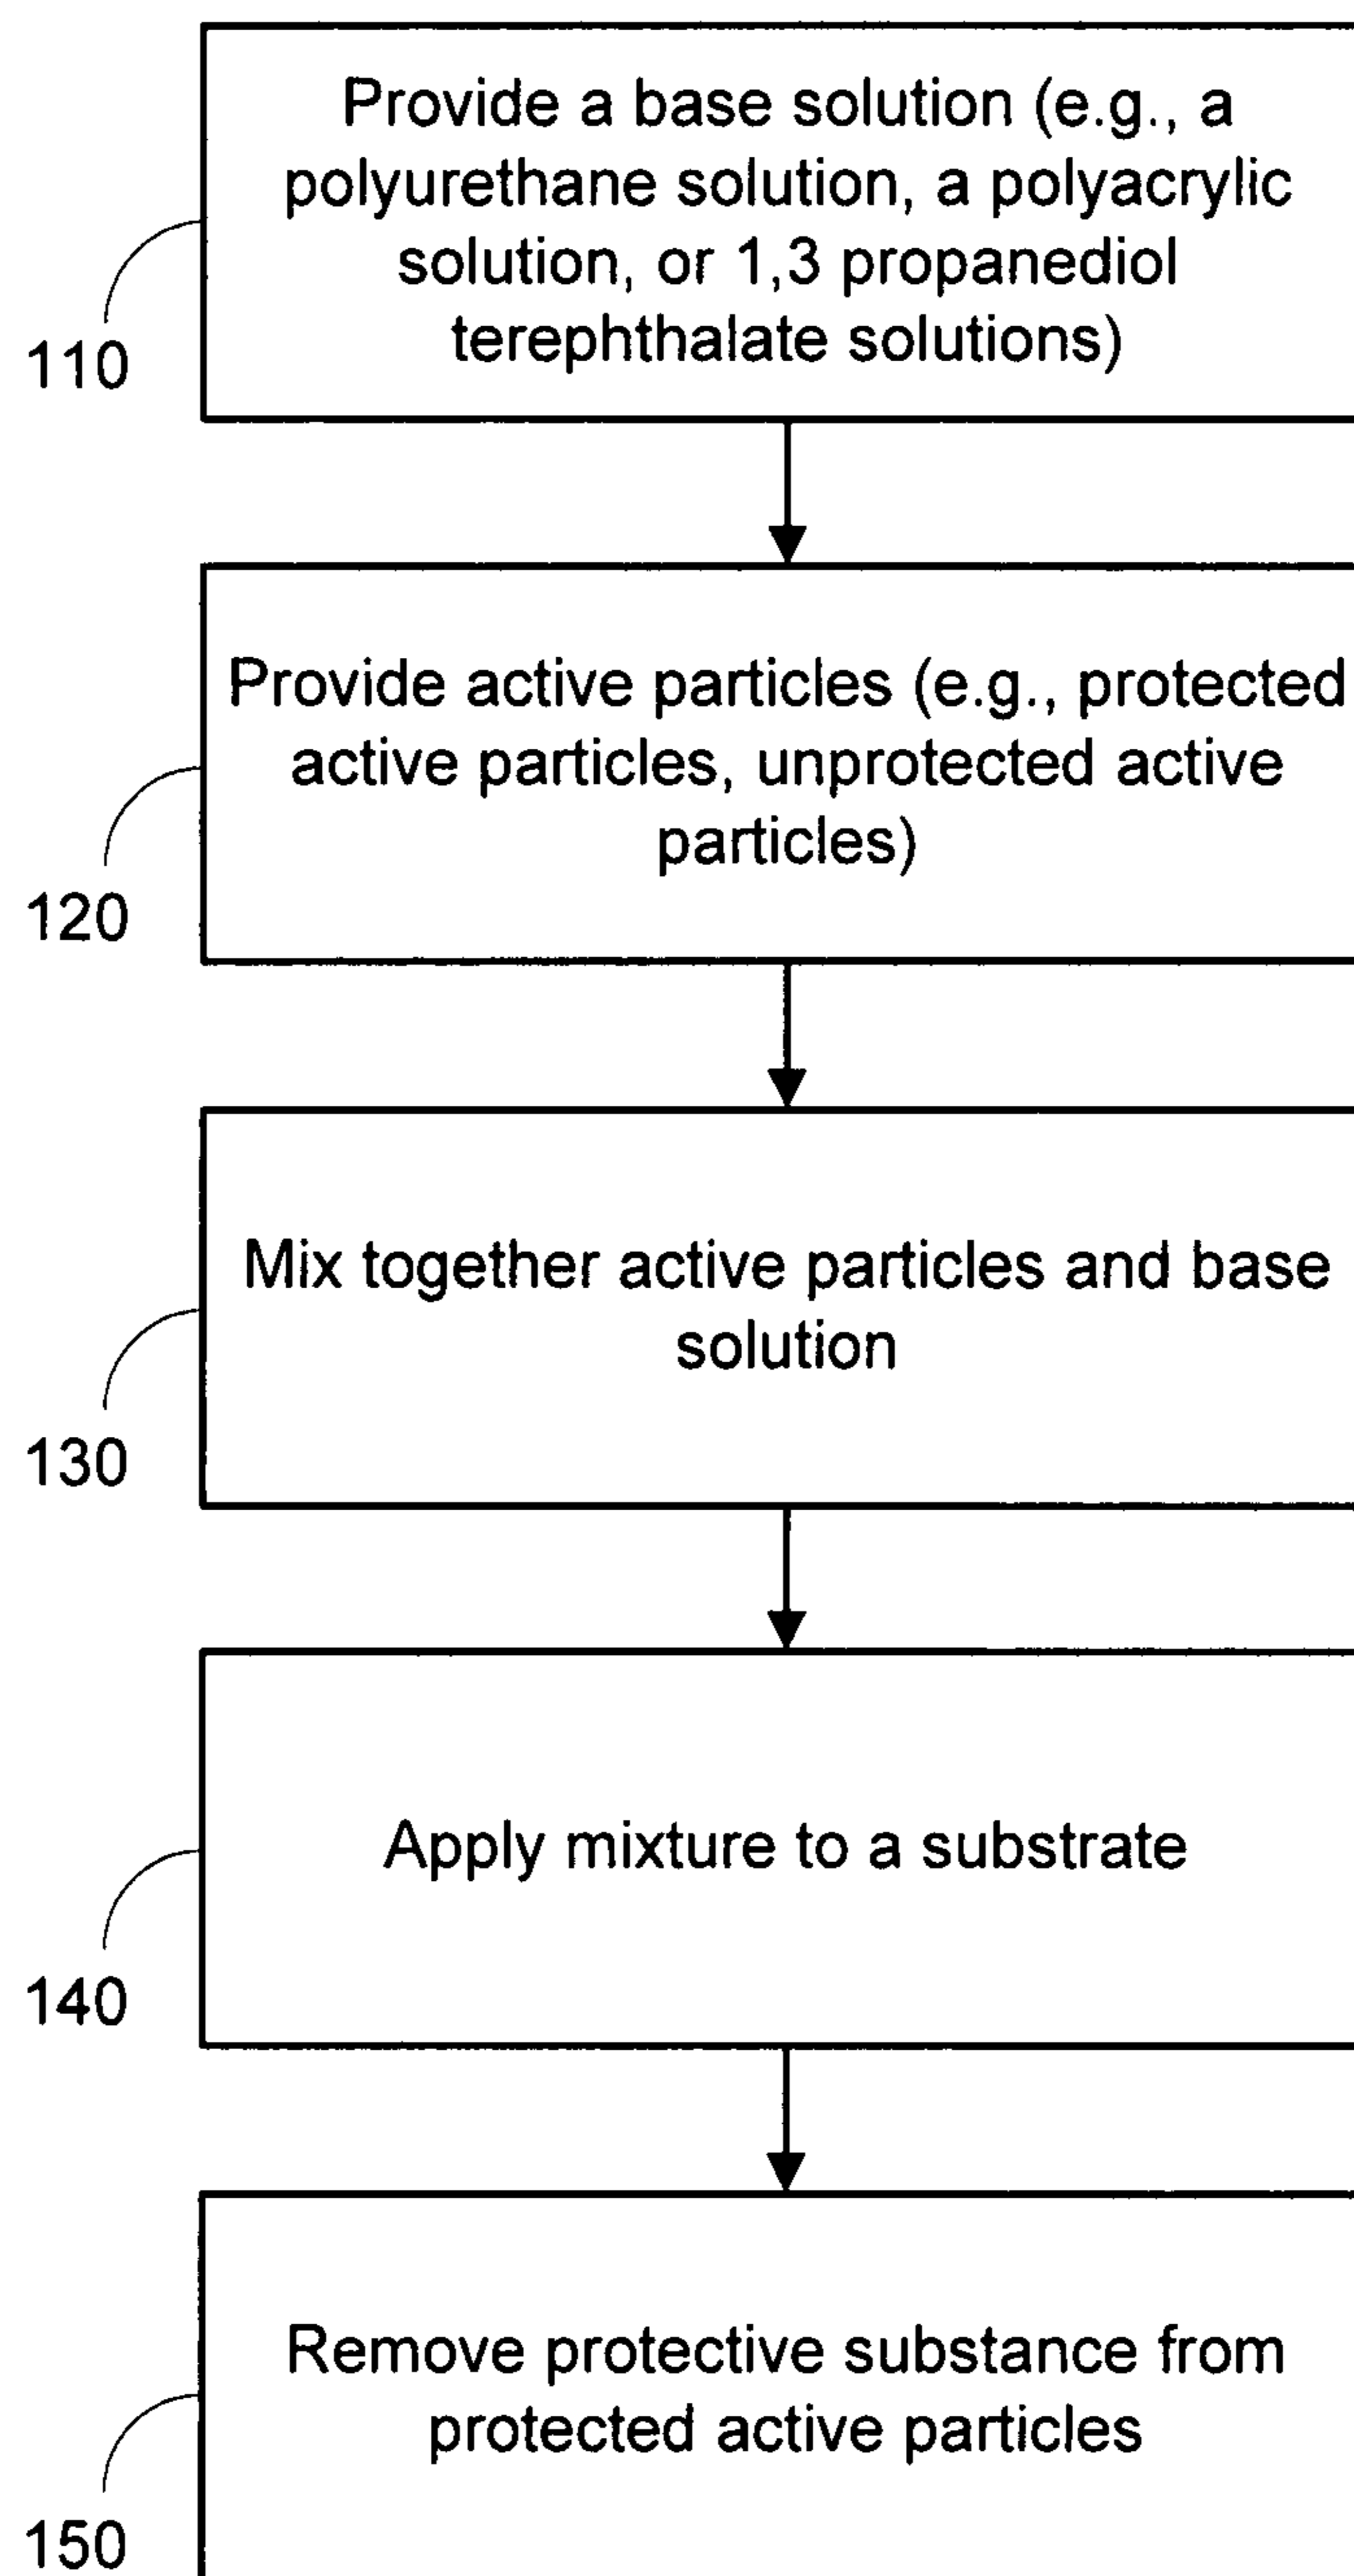 Provide a base solution (e.g., a
polyurethane solution, a polyacrylic
solution, or 1,3 propanediol
terephthalate solutions)
110
Provide active particles (e.g., protected
active particles, unprotected active
particles)
120
Mix together active particles and base
solution
130
Apply mixture to a substrate
140
Remove protective substance from
protected active particles
150